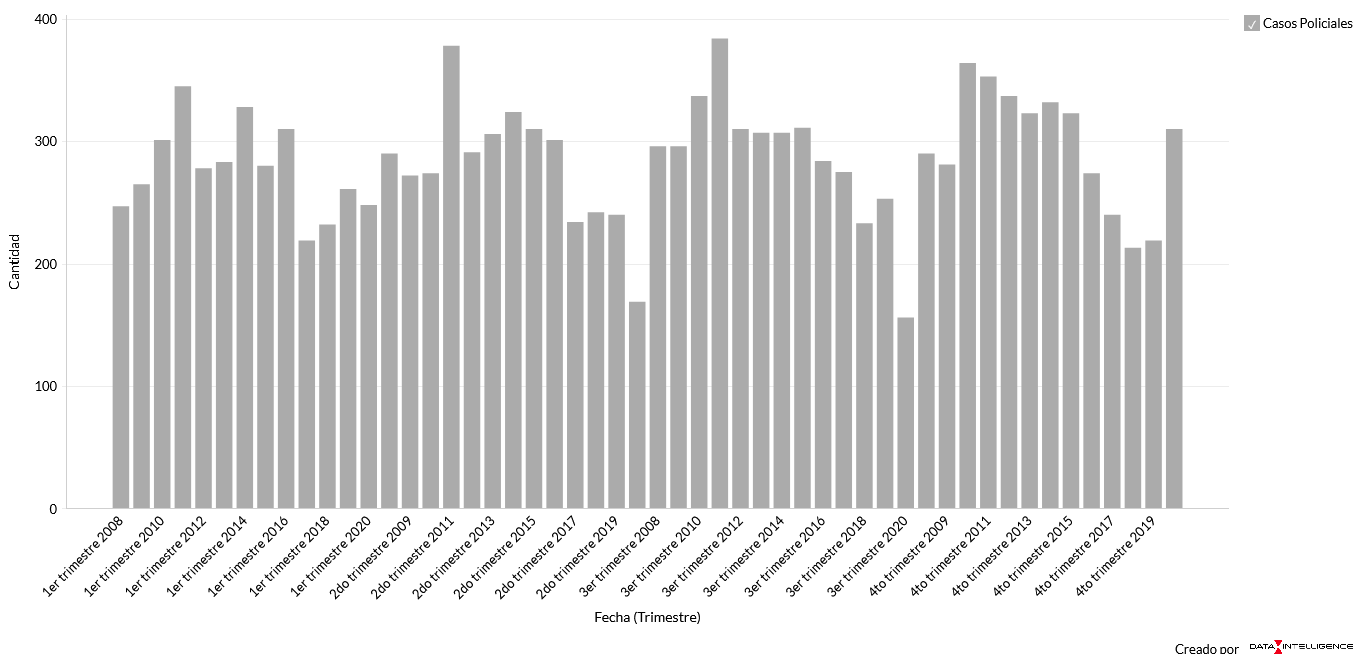 400
300
200
100
0
Cantidad
Casos Policiales
1er trimestre 2008
1er trimestre 2010
1er trimestre 2012
1er trimestre 2014
1er trimestre 2016
1er trimestre 2018
1er trimestre 2020
2do trimestre 2009
2do trimestre 2011
2do trimestre 2013
2do trimestre 2015
2do trimestre 2017
2do trimestre 2019
3er trimestre 2008
3er trimestre 2010
3er trimestre 2012
3er trimestre 2014
3er trimestre 2016
3er trimestre 2018
3er trimestre 2020
4to trimestre 2009
4to trimestre 2011
4to trimestre 2013
4to trimestre 2015
4to trimestre 2017
4to trimestre 2019
Fecha (Trimestre)
Creado por DATA INTELLIGENCE